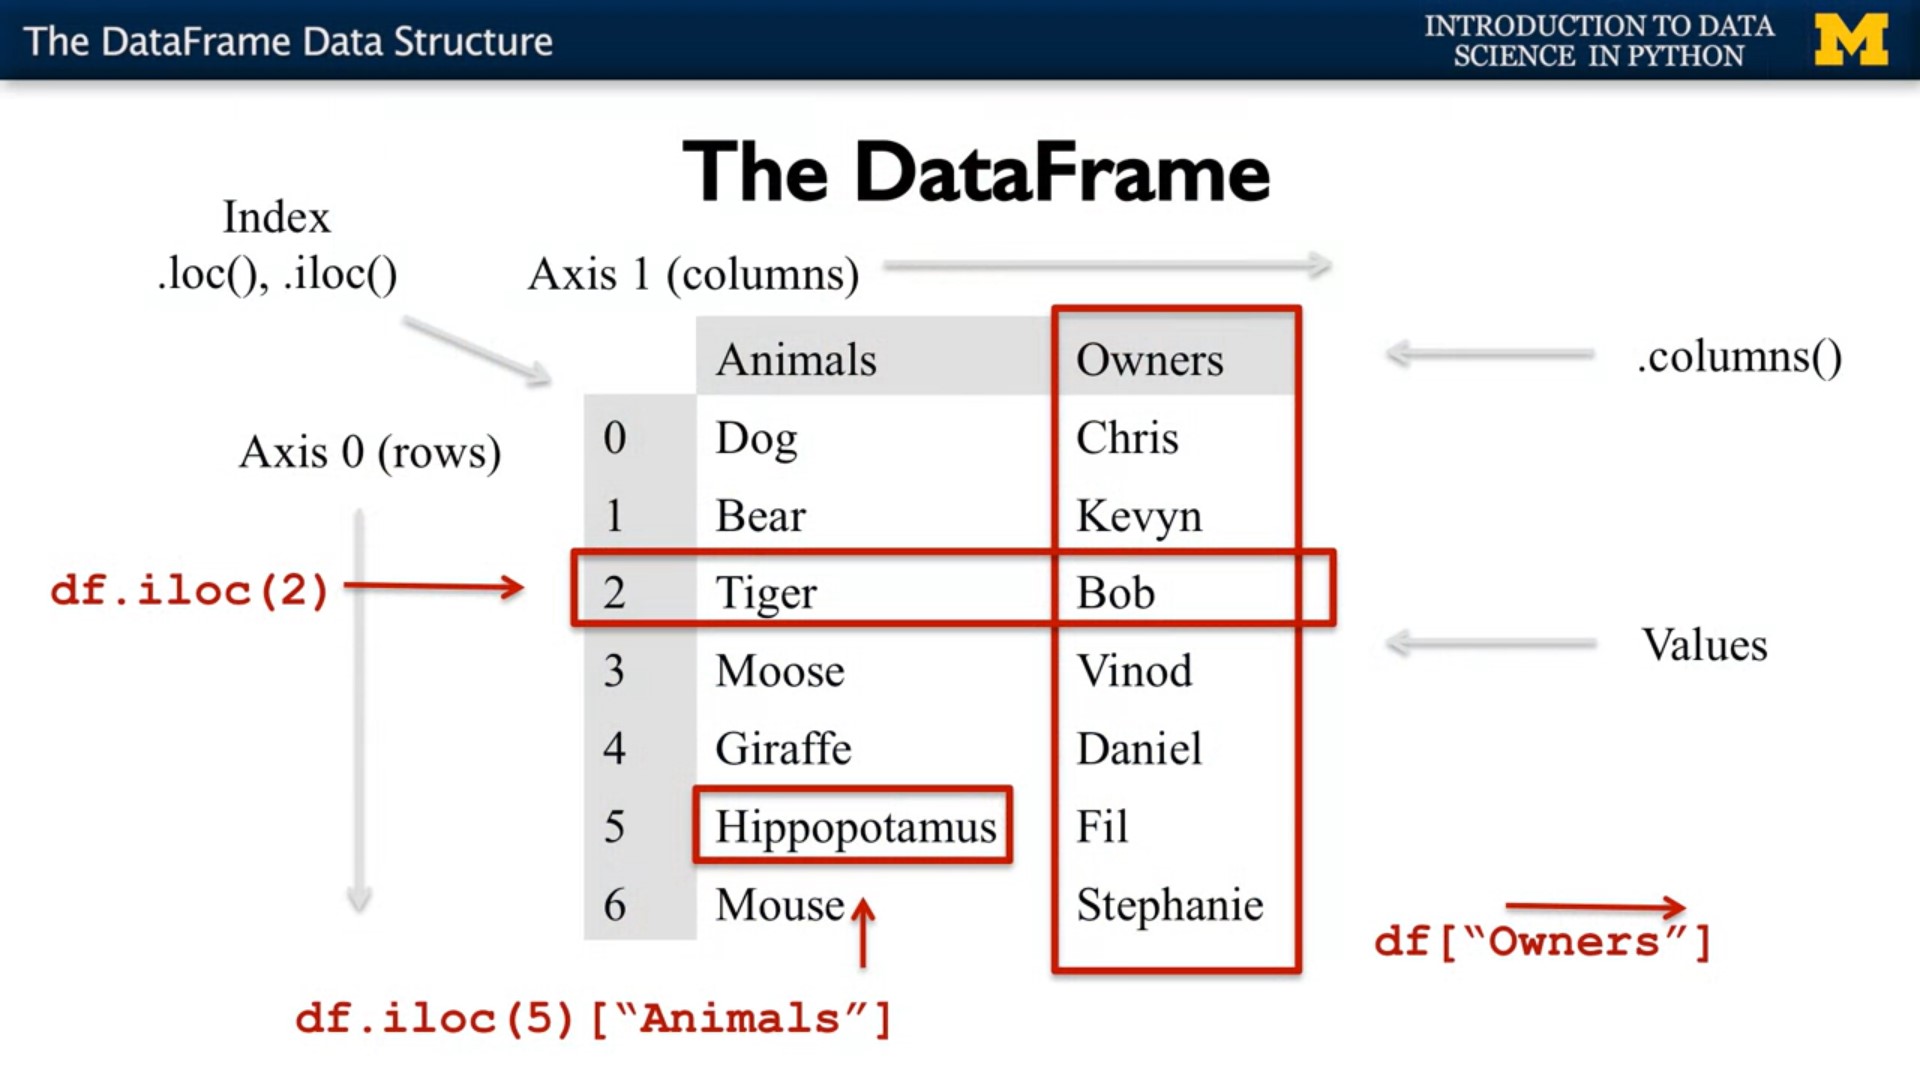 The DataFrame Data Structure
INTRODUCTION TO DATA
SCIENCE IN PYTHON
M
The DataFrame
Index
.loc(), .iloc()
Axis 1 (columns)
Animals Owners
.columns()
0 Dog Chris
Axis 0 (rows)
1 Bear Kevyn
df.iloc(2)
2 Tiger Bob
Values
3 Moose Vinod
4 Giraffe Daniel
5 Hippopotamus Fil
6 Mouse Stephanie
df[“Owners”]
df.iloc(5)[“Animals”]